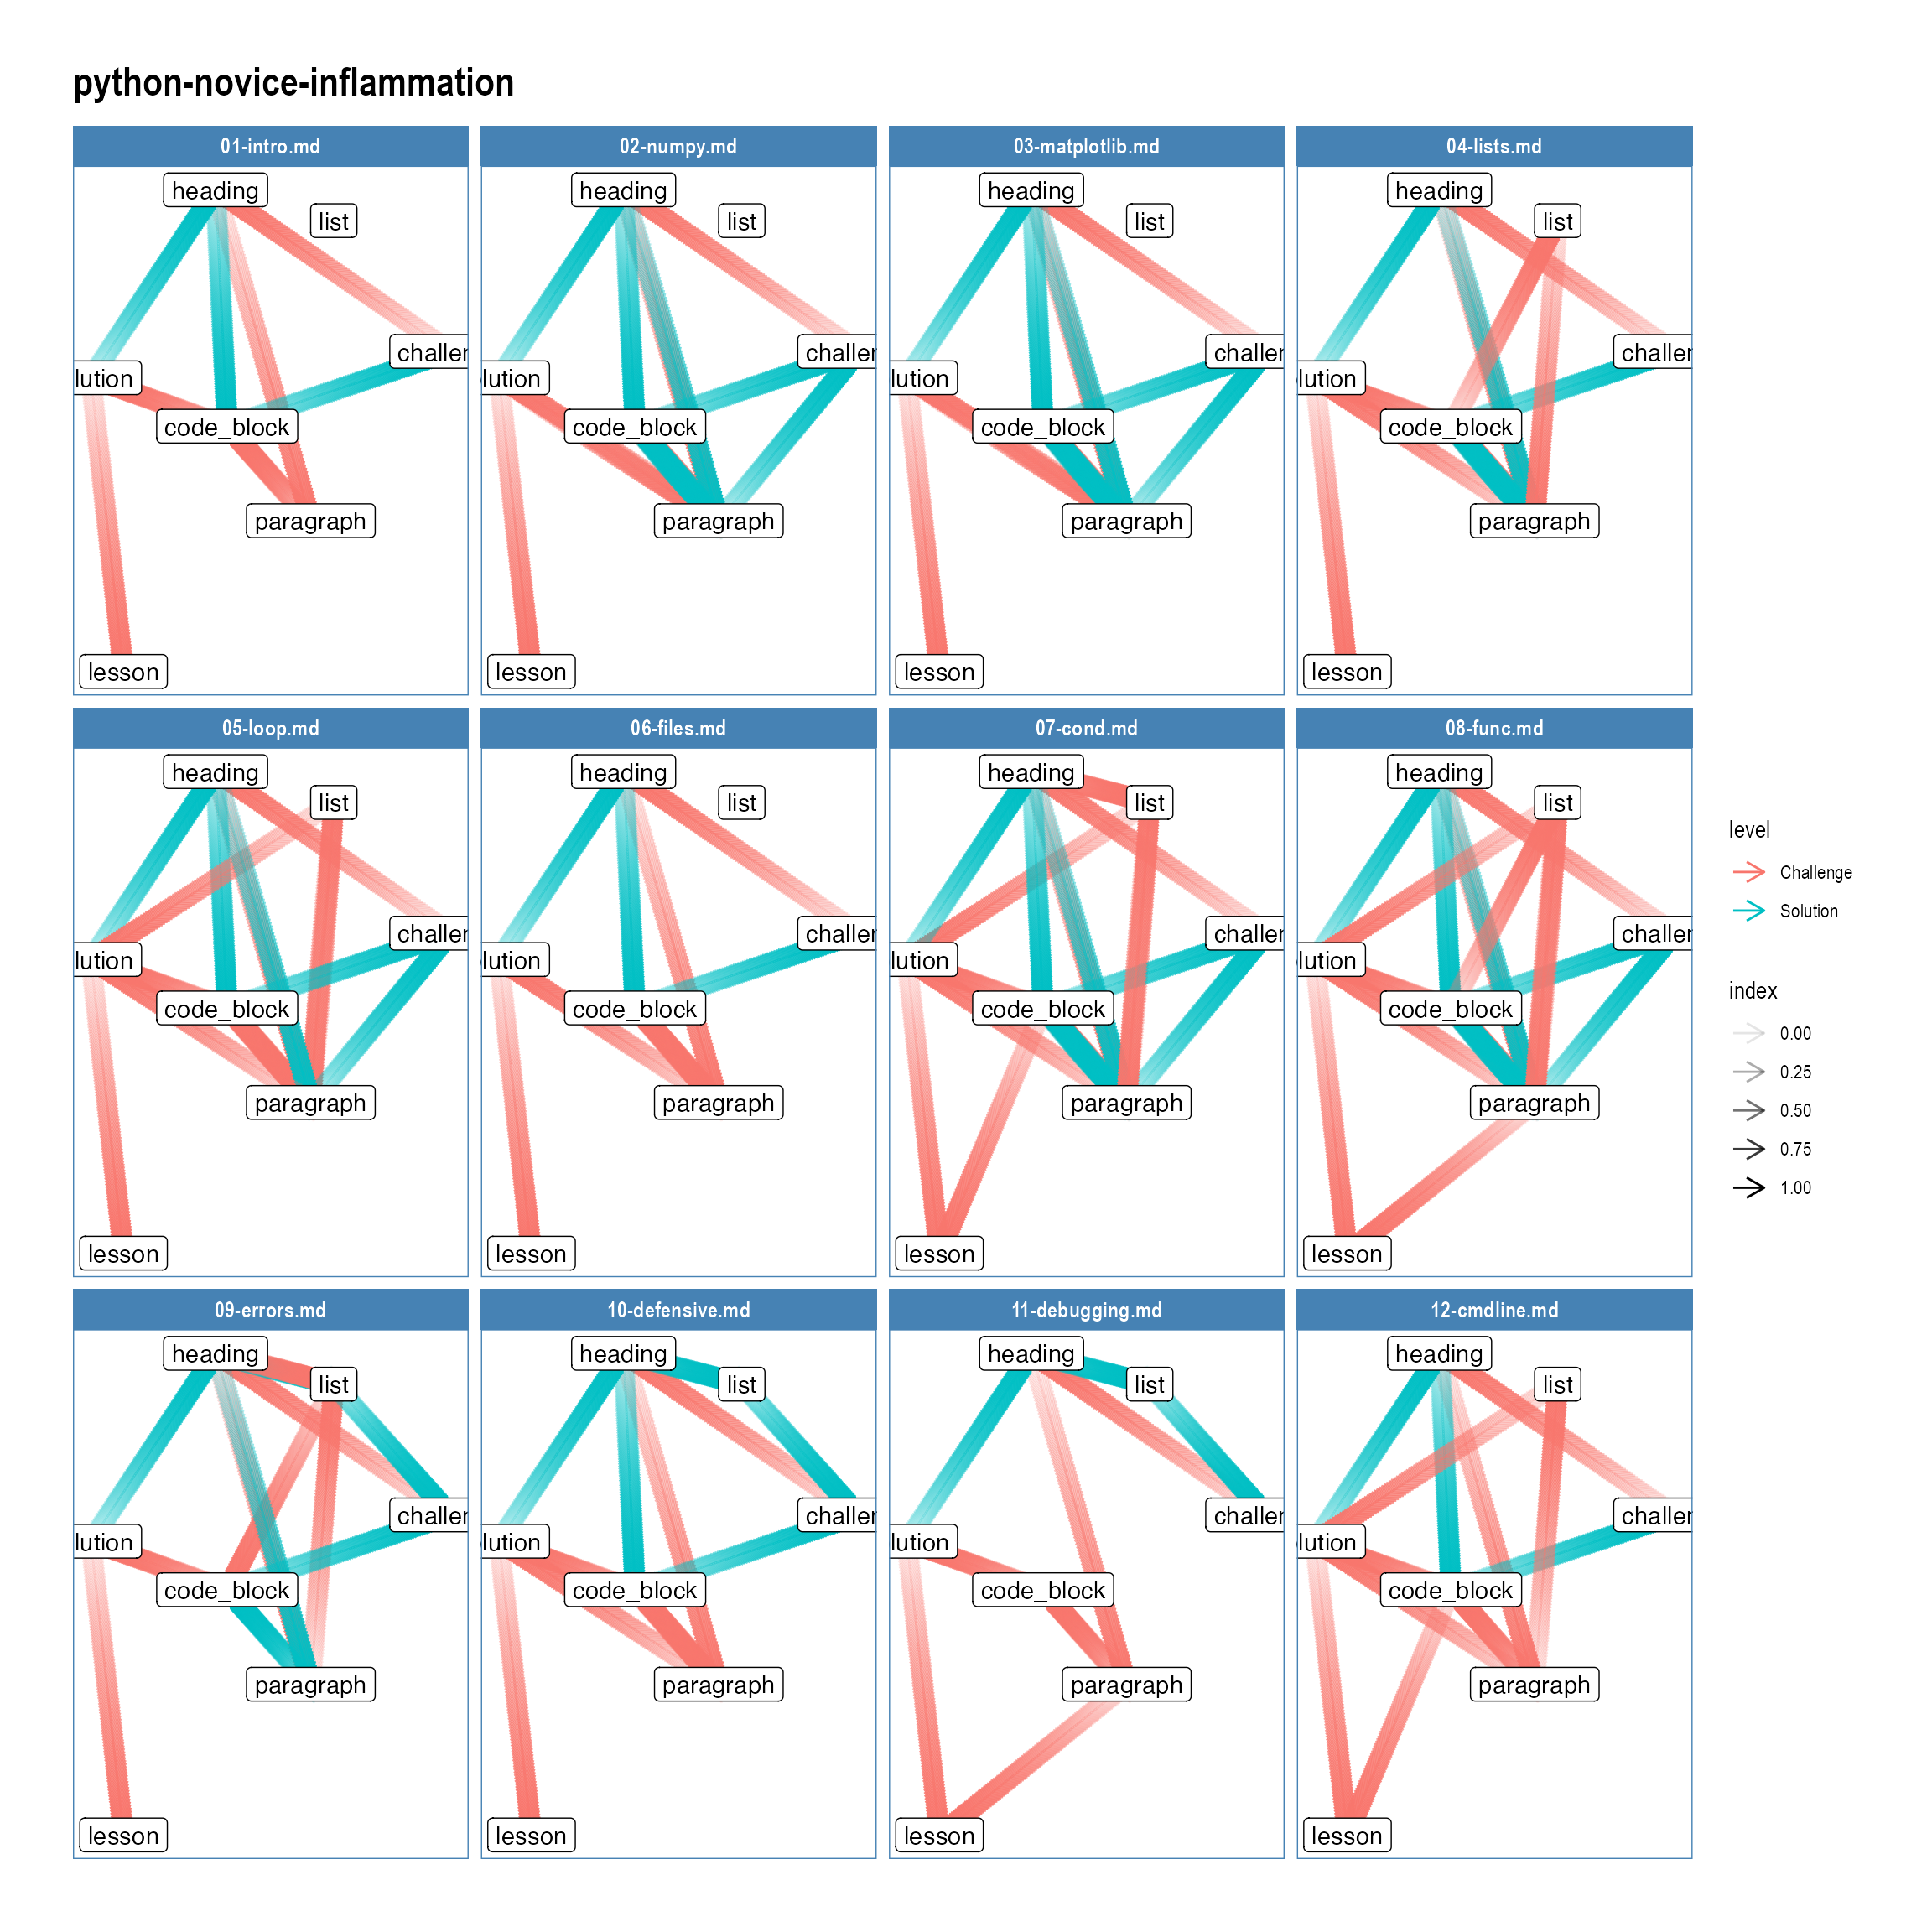 python-novice-inflammation
01-intro.md 02-numpy.md 03-matplotlib.md 04-lists.md
heading heading heading heading
list list list list
challer challer challer challer
lution lution lution lution
code_block code_block code_block code_block
paragraph paragraph paragraph paragraph
lesson lesson lesson lesson
05-loop.md 06-files.md 07-cond.md 08-func.md
heading heading heading heading
list list list list
challer challer challer challer
lution lution lution lution
code_block code_block code_block code_block
paragraph paragraph paragraph paragraph
lesson lesson lesson lesson
09-errors.md 10-defensive.md 11-debugging.md 12-cmdline.md
heading heading heading heading
list list list list
challer challer challer challer
lution lution lution lution
code_block code_block code_block code_block
paragraph paragraph paragraph paragraph
lesson lesson lesson lesson
level
Challenge
Solution
index
0.00
0.25
0.50
0.75
1.00